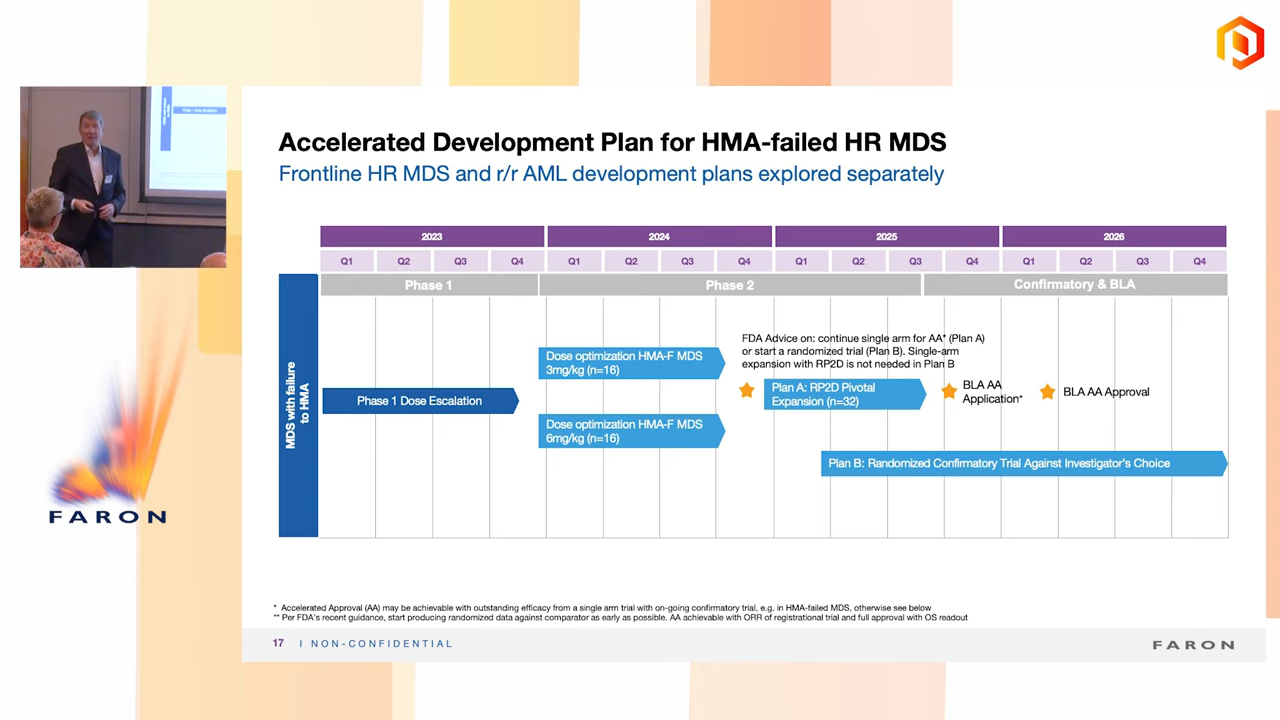 Accelerated Development Plan for HMA-failed HR MDS
Frontline HR MDS and r/r AML development plans explored separately
2023 2024 2025 2026
Q1 Q2 Q3 Q4 Q1 Q2 Q3 Q4 Q1 Q2 Q3 Q4 Q1 Q2 Q3 Q4
Phase 1 Phase 2 Confirmatory & BLA
MDS with failure
to HMA
Phase 1 Dose Escalation
Dose optimization HMA-F MDS
3mg/kg (n=16)
Dose optimization HMA-F MDS
6mg/kg (n=16)
FDA Advice on: continue single arm for AA* (Plan A)
or start a randomized trial (Plan B). Single-arm
expansion with RP2D is not needed in Plan B
Plan A: RP2D Pivotal
Expansion (n=32)
BLA AA
Application*
BLA AA Approval
Plan B: Randomized Confirmatory Trial Against Investigator's Choice
* Accelerated Approval (AA) may be achievable with outstanding efficacy from a single arm trial with on-going confirmatory trial, e.g. in HMA-failed MDS, otherwise see below
** Per FDA's recent guidance, start producing randomized data against comparator as early as possible. AA achievable with ORR of registrational trial and full approval with OS readout
17 I NON-CONFIDENTIAL
FARON
FARON